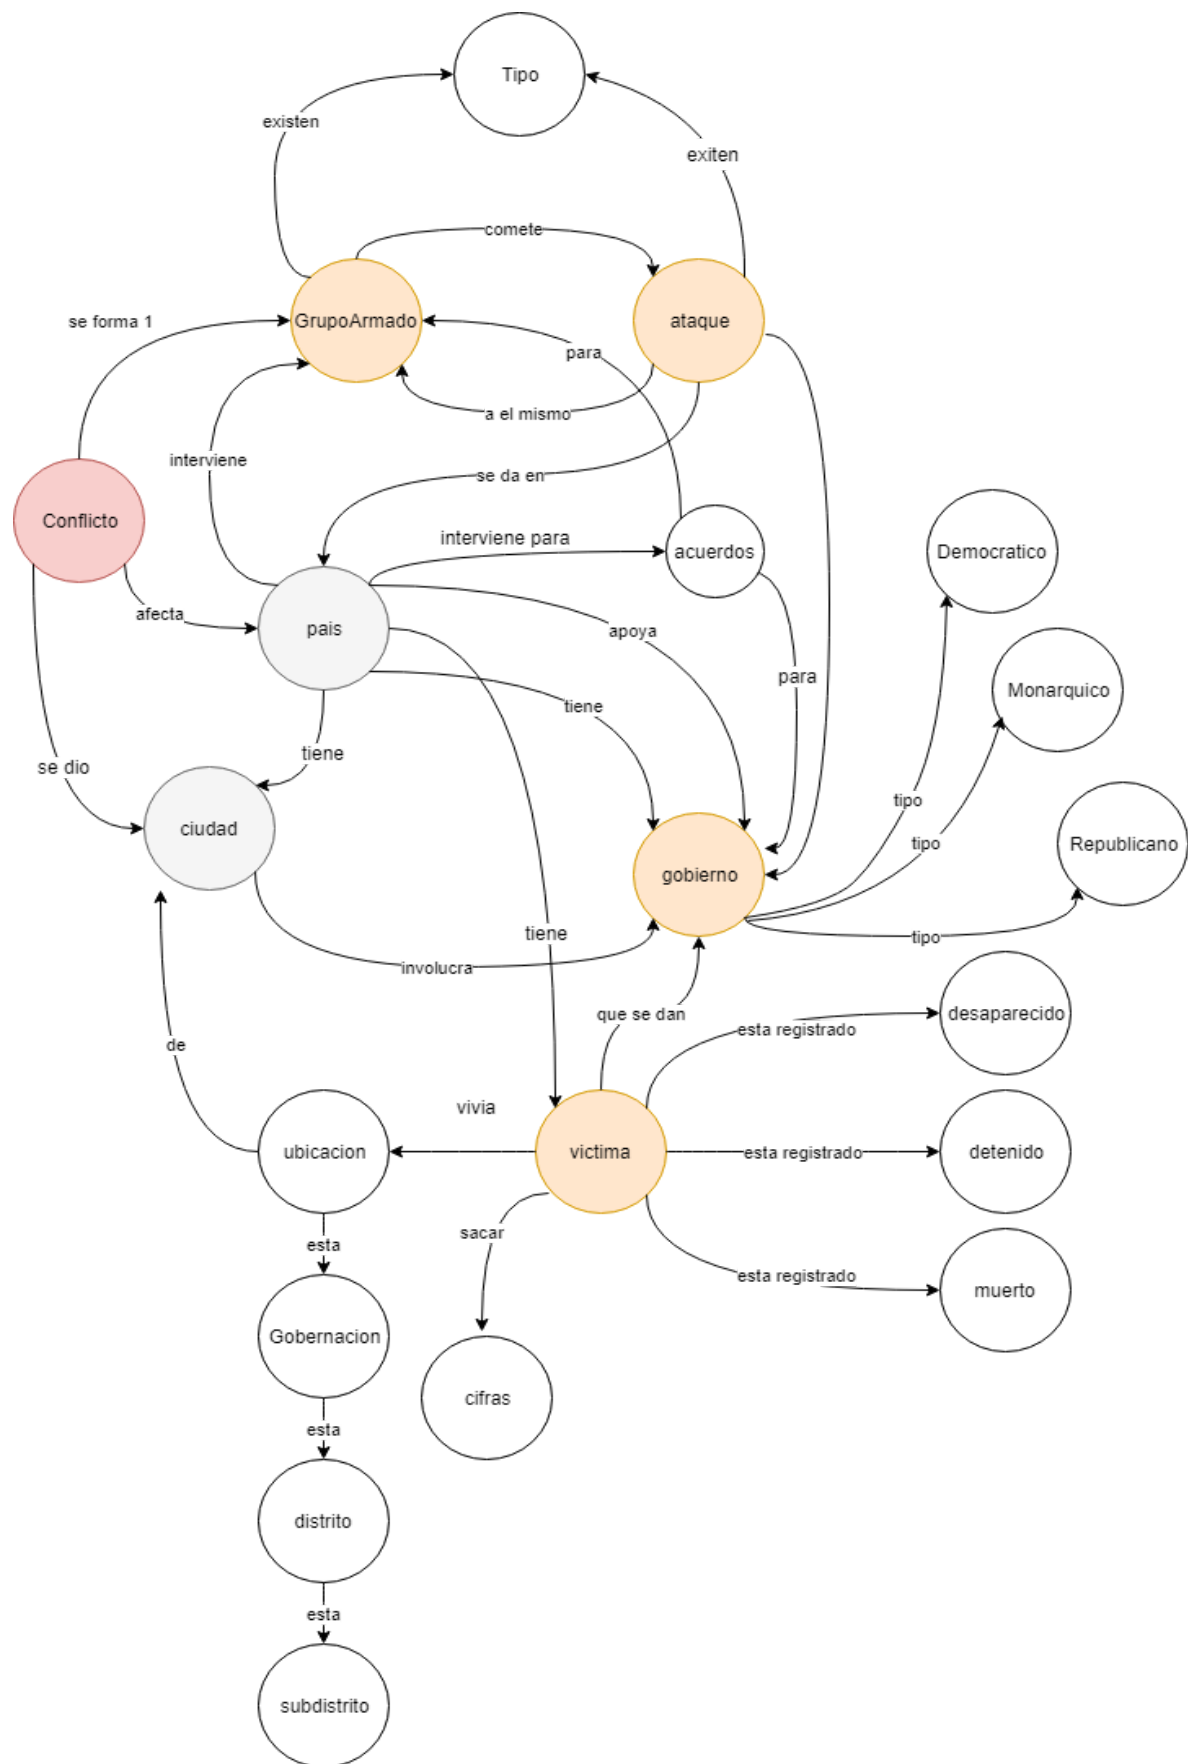 Tipo
existen
exiten
comete
GrupoArmado
ataque
se forma 1
para
a el mismo
interviene
se da en
Conflicto
interviene para
acuerdos
Democratico
afecta
pais
apoya
para
Monarquico
tiene
tiene
se dio
ciudad
tipo
tipo
Republicano
gobierno
tiene
tipo
involucra
que se dan
esta registrado
desaparecido
de
vivia
ubicacion
victima
esta registrado
detenido
sacar
esta
esta registrado
muerto
Gobernacion
cifras
esta
distrito
esta
subdistrito